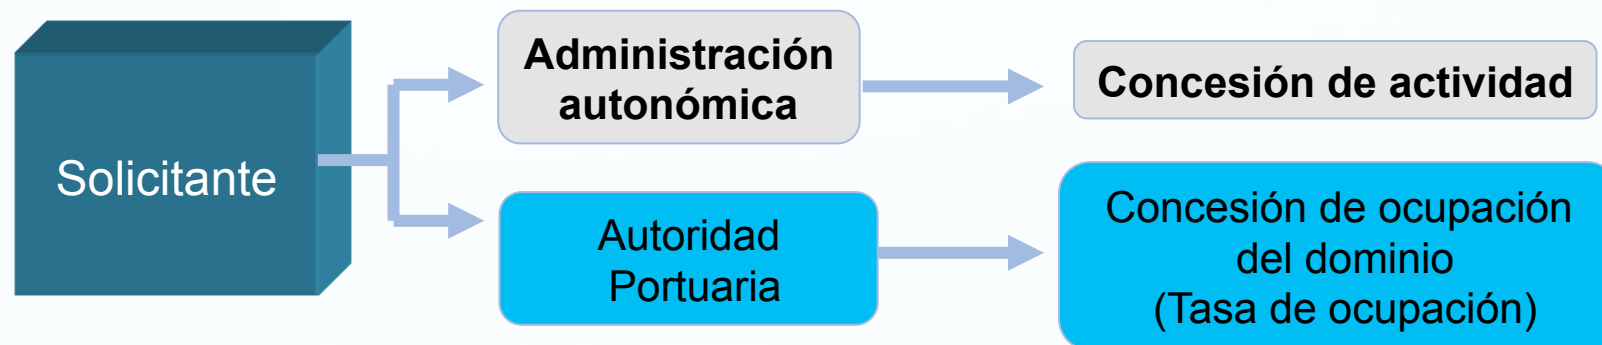 Solicitante
Administración
autonómica
Concesión de actividad
Autoridad
Portuaria
Concesión de ocupación
del dominio
(Tasa de ocupación)